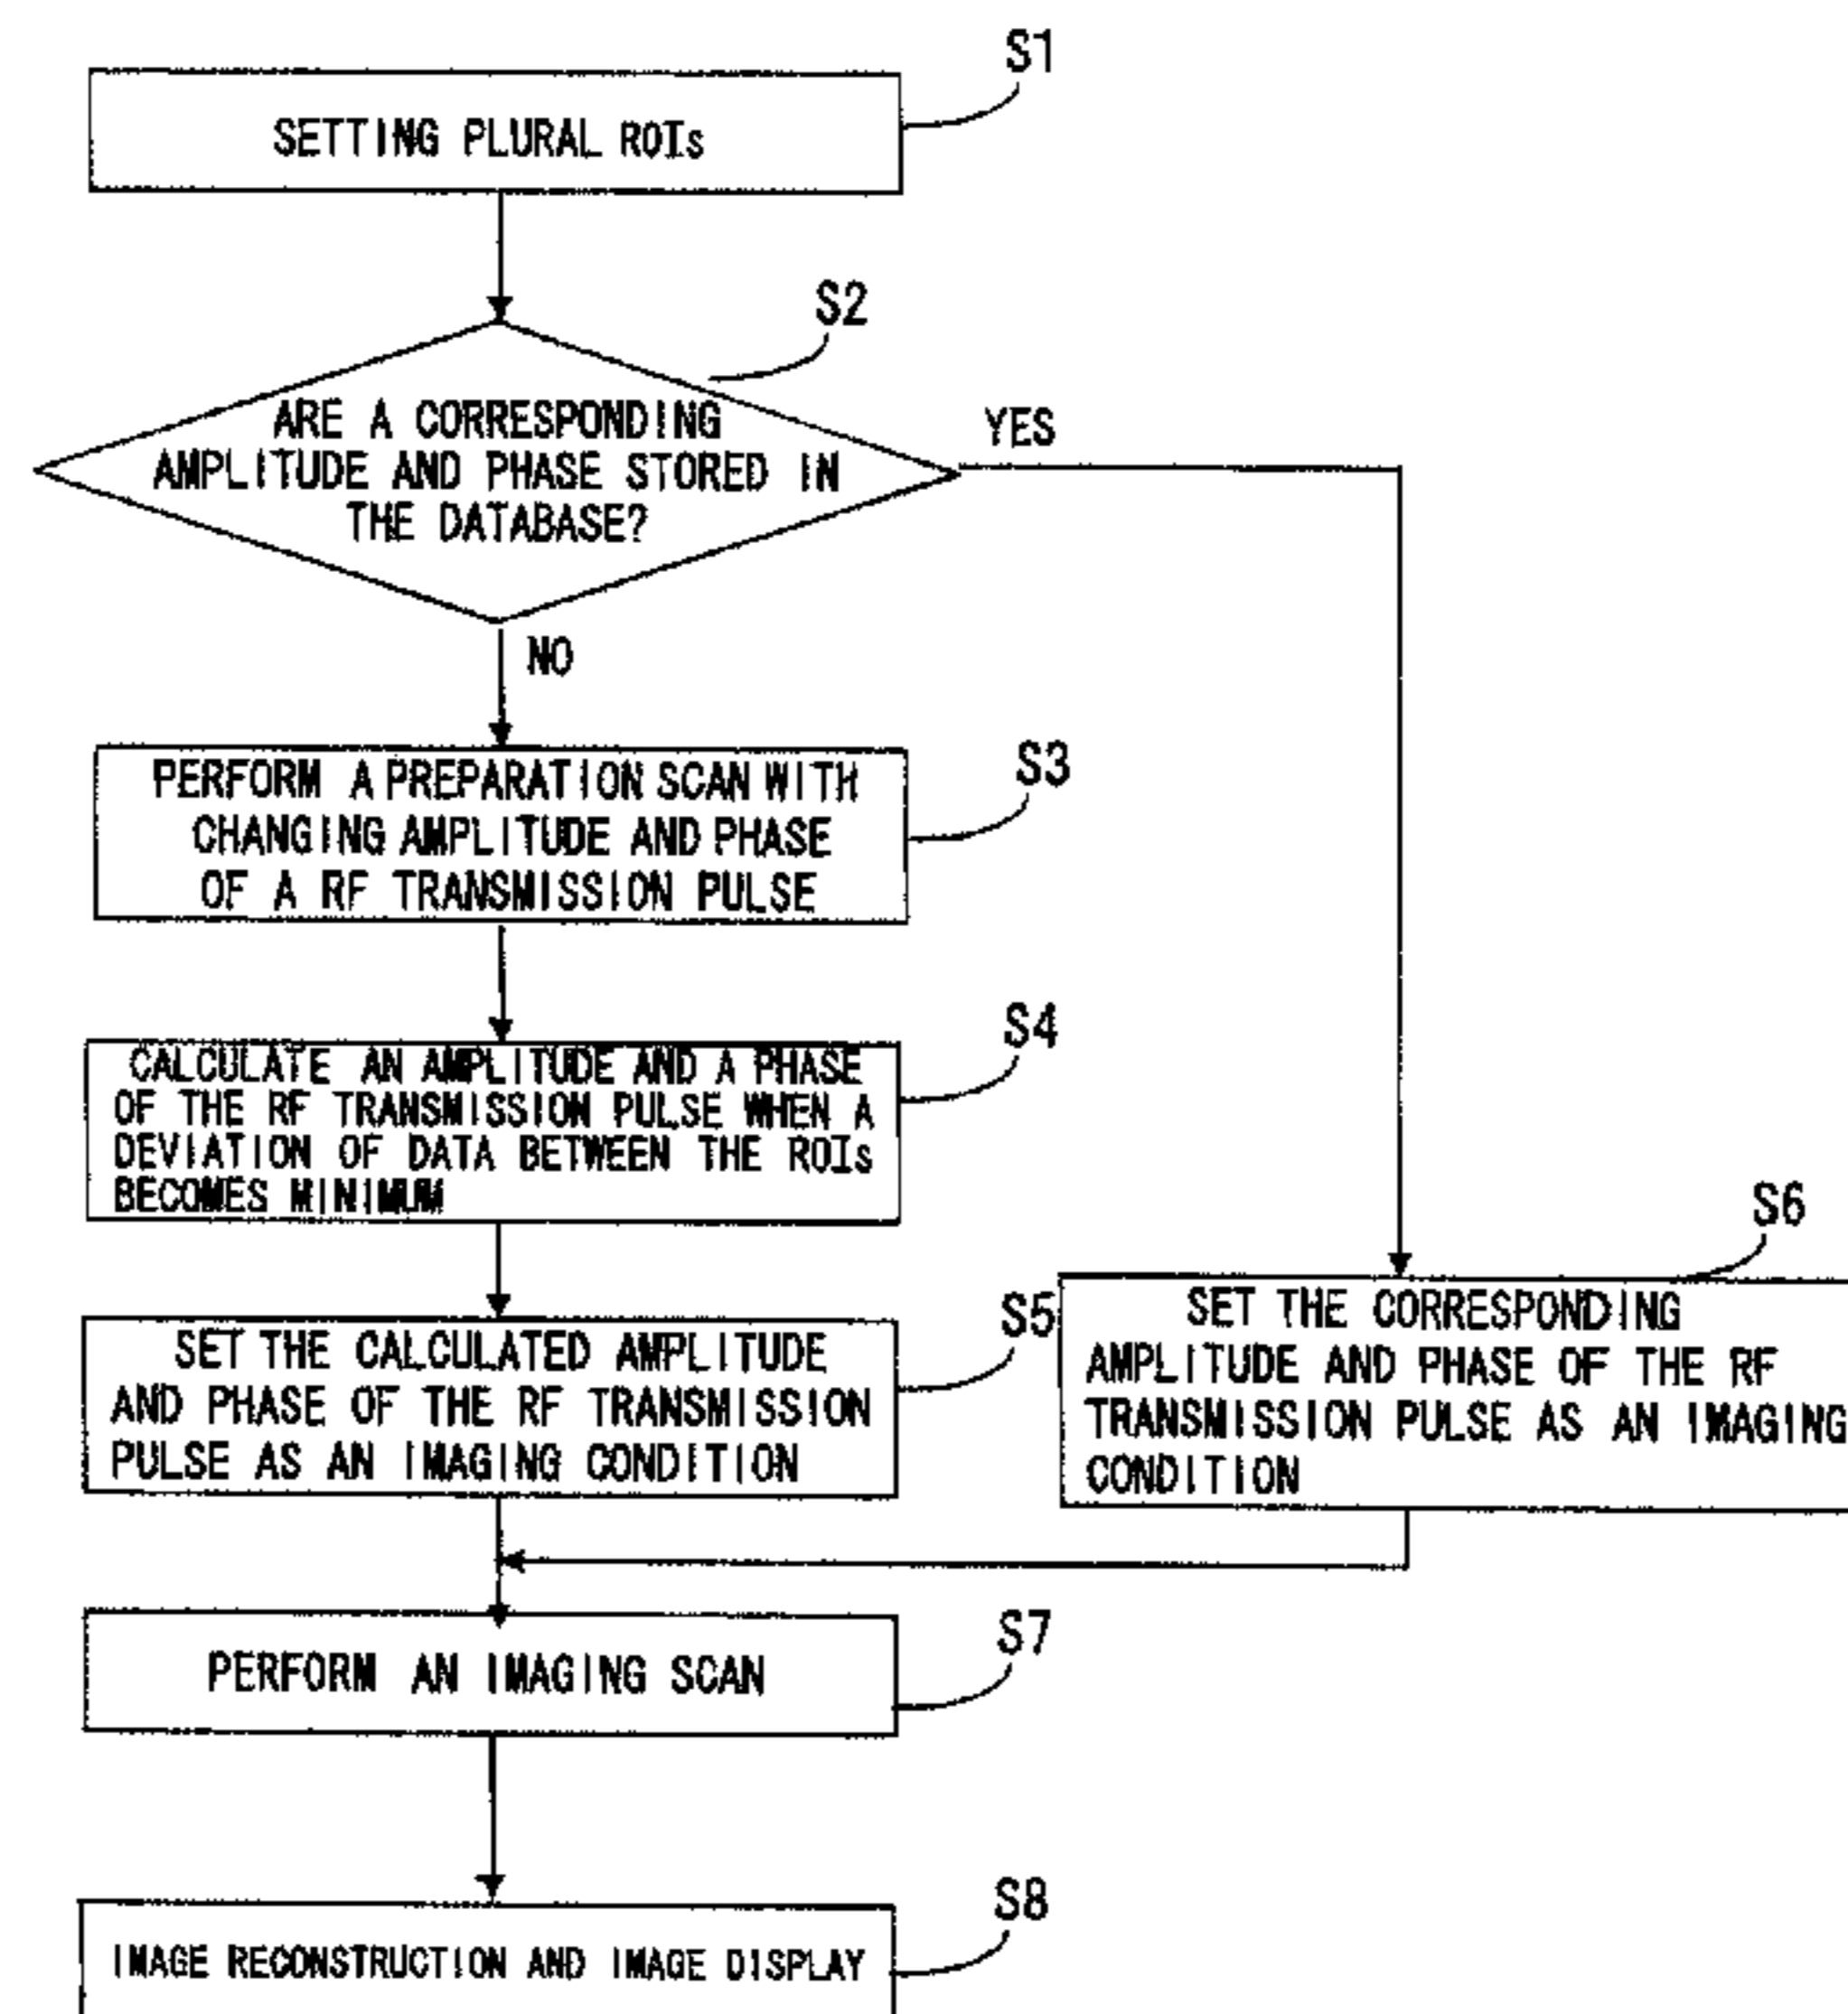 S1
SETTING PLURAL ROIs
S2
ARE A CORRESPONDING
AMPLITUDE AND PHASE STORED IN
THE DATABASE?
YES
NO
S3
PERFORM A PREPARATION SCAN WITH
CHANGING AMPLITUDE AND PHASE
OF A RF TRANSMISSION PULSE
S4
CALCULATE AN AMPLITUDE AND A PHASE
OF THE RF TRANSMISSION PULSE WHEN A
DEVIATION OF DATA BETWEEN THE ROIs
BECOMES MINIMUM
S5
SET THE CALCULATED AMPLITUDE
AND PHASE OF THE RF TRANSMISSION
PULSE AS AN IMAGING CONDITION
S6
SET THE CORRESPONDING
AMPLITUDE AND PHASE OF THE RF
TRANSMISSION PULSE AS AN IMAGING
CONDITION
S7
PERFORM AN IMAGING SCAN
S8
IMAGE RECONSTRUCTION AND IMAGE DISPLAY